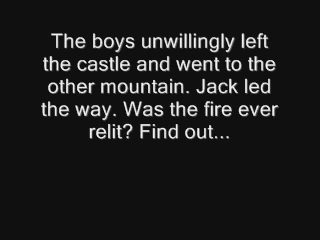 The boys unwillingly left
the castle and went to the
other mountain. Jack led
the way. Was the fire ever
relit? Find out...